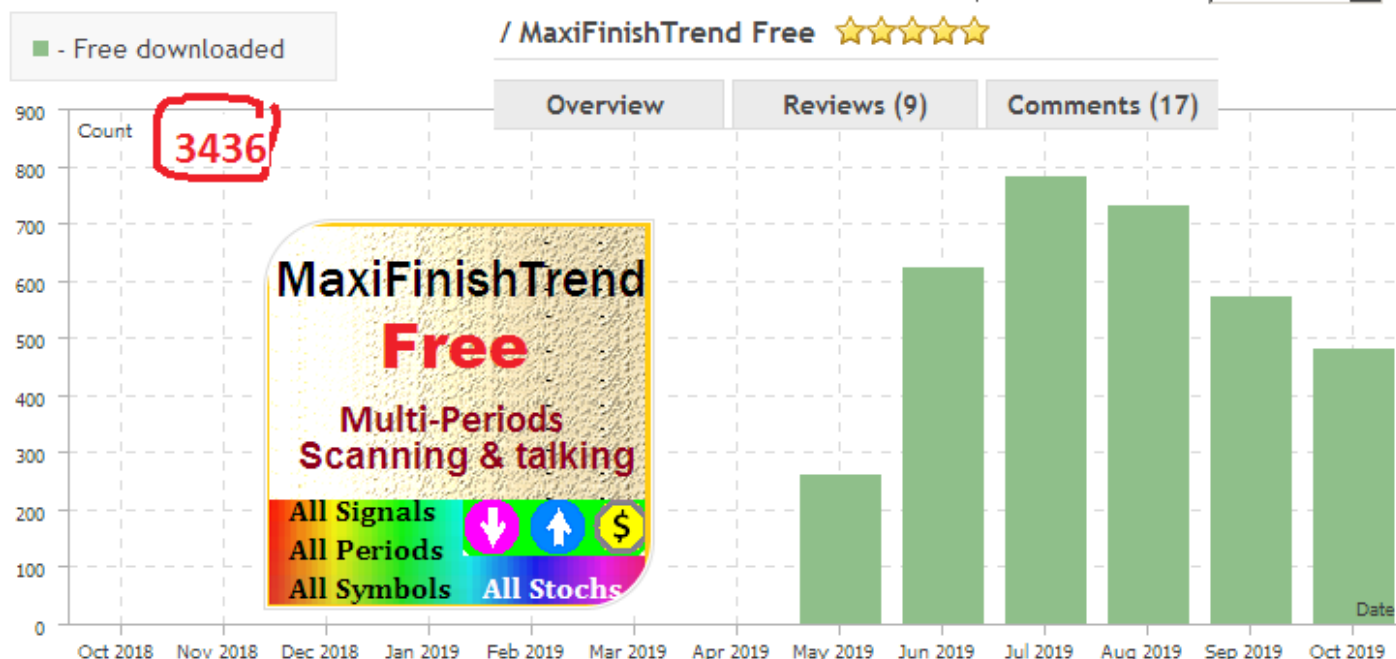 - Free downloaded
/ MaxiFinishTrend Free
Overview
Reviews (9)
Comments (17)
Count
3436
900
800
700
600
500
400
300
200
100
0
MaxiFinishTrend
Free
Multi-Periods
Scanning & talking
All Signals
$
All Periods
All Symbols All Stochs
Date
Oct 2018 Nov 2018 Dec 2018 Jan 2019 Feb 2019 Mar 2019 Apr 2019 May 2019 Jun 2019 Jul 2019 Aug 2019 Sep 2019 Oct 2019